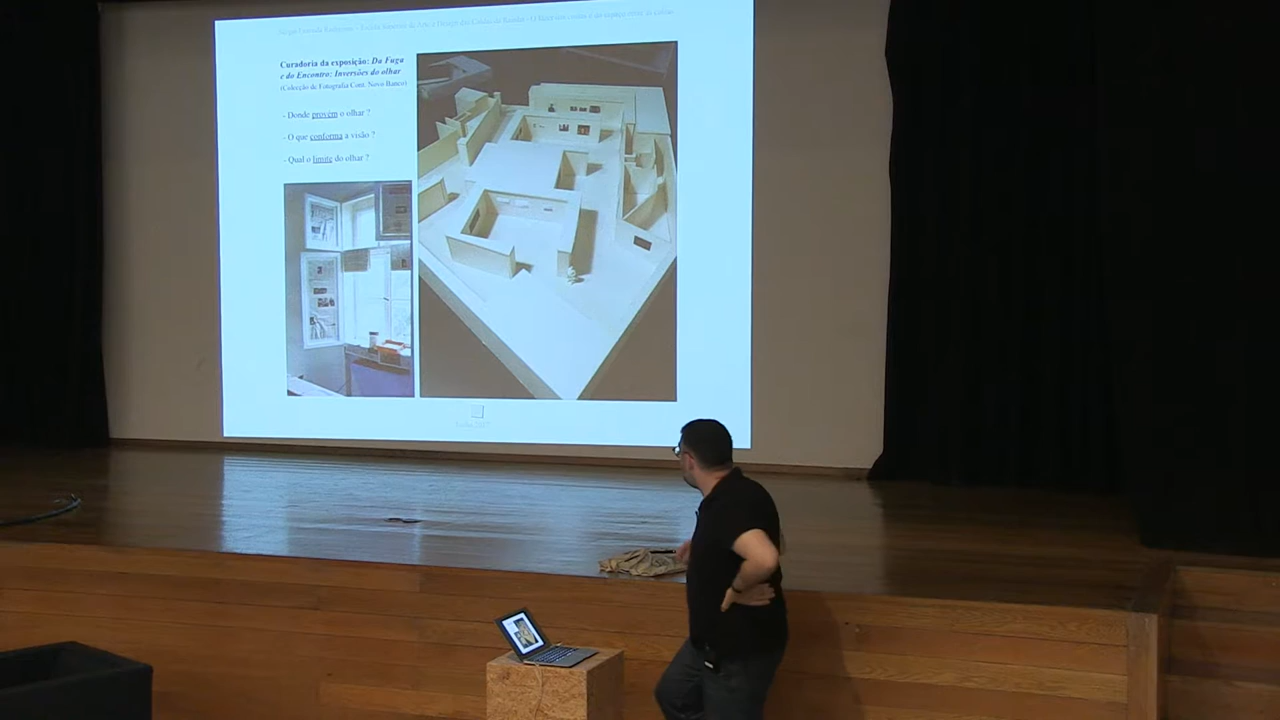 Curadoria da exposição: Da Fuga
e do Encontro: Inversões do olhar
(Colecção de Fotografia Cont. Novo Banco)
- Donde provém o olhar ?
- O que conforma a visão ?
- Qual o limite do olhar ?